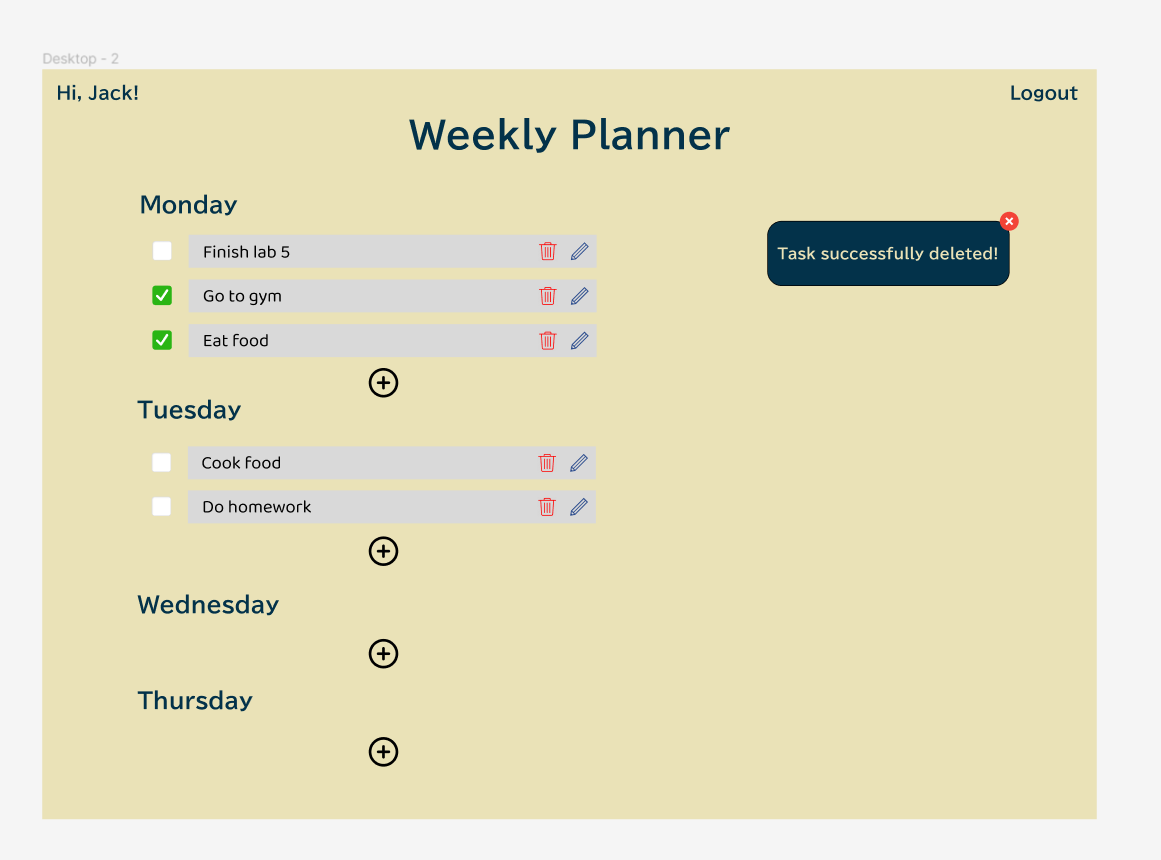 Desktop - 2
Hi, Jack!
Logout
Weekly Planner
Monday
Finish lab 5
Go to gym
Eat food
Task successfully deleted!
Tuesday
Cook food
Do homework
Wednesday
Thursday